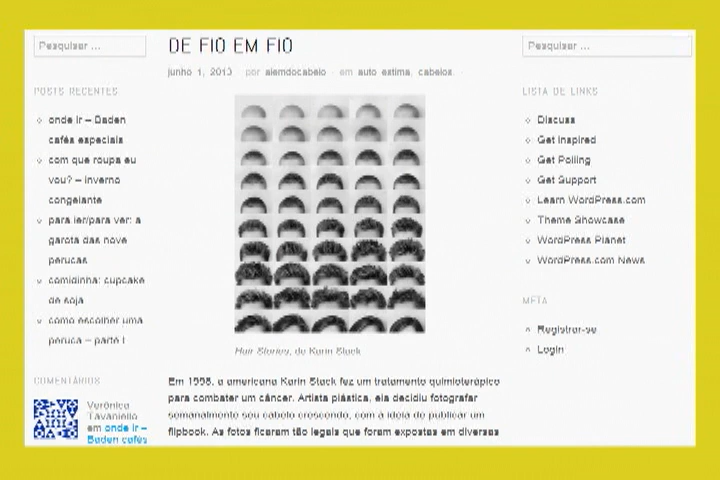 Pesquisar ...
POSTS RECENTES
onde ir – Baden
cafés especiais
com que roupa eu
vou? – inverno
congelante
para ler/para ver: a
garota das nove
perucas
comidinha: cupcake
de soja
como escolher uma
peruca – parte I
COMENTÁRIOS
Verônica
Tavaniello
em onde ir –
Baden cafés
DE FIO EM FIO
junho 1, 2013 por alemdocabelo em auto estima, cabelos
Hair Stories, de Karin Stack
Em 1998, a americana Karin Stack fez um tratamento quimioterápico
para combater um câncer. Artista plástica, ela decidiu fotografar
semanalmente seu cabelo crescendo, com a ideia de publicar um
flipbook. As fotos ficaram tão legais que foram expostas em diversas
Pesquisar ...
LISTA DE LINKS
Discuss
Get Inspired
Get Polling
Get Support
Learn WordPress.com
Theme Showcase
WordPress Planet
WordPress.com News
META
Registrar-se
Login